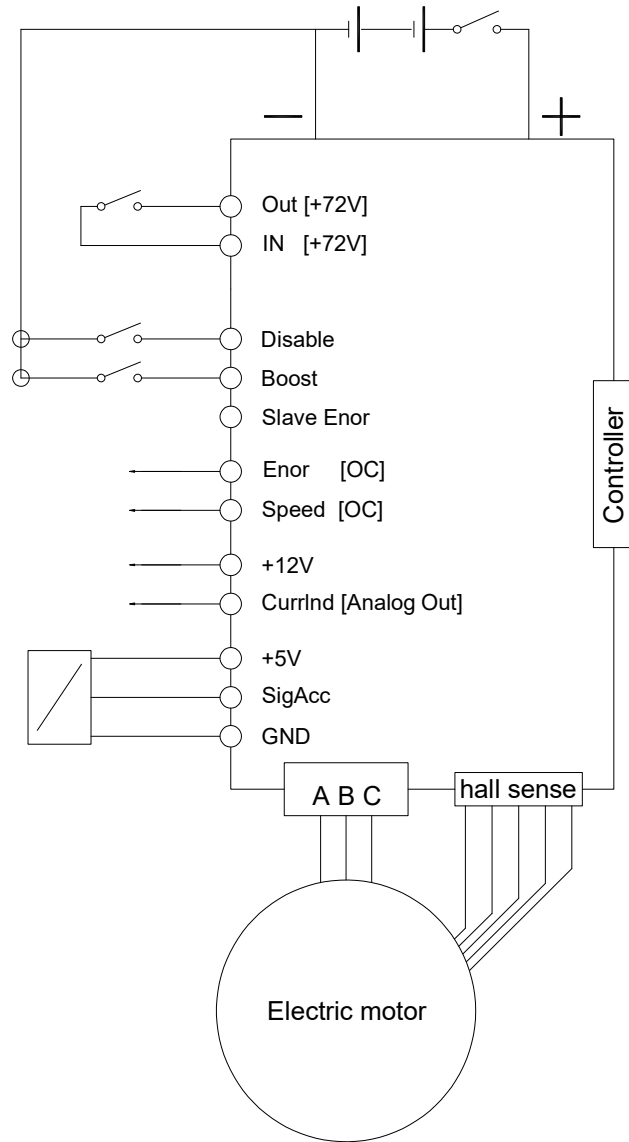 — +
Out [+72V]
IN [+72V]
Disable
Boost
Slave Enor
Enor [OC]
Speed [OC]
+12V
CurrInd [Analog Out]
+5V
SigAcc
GND
Controller
A B C
hall sense
Electric motor